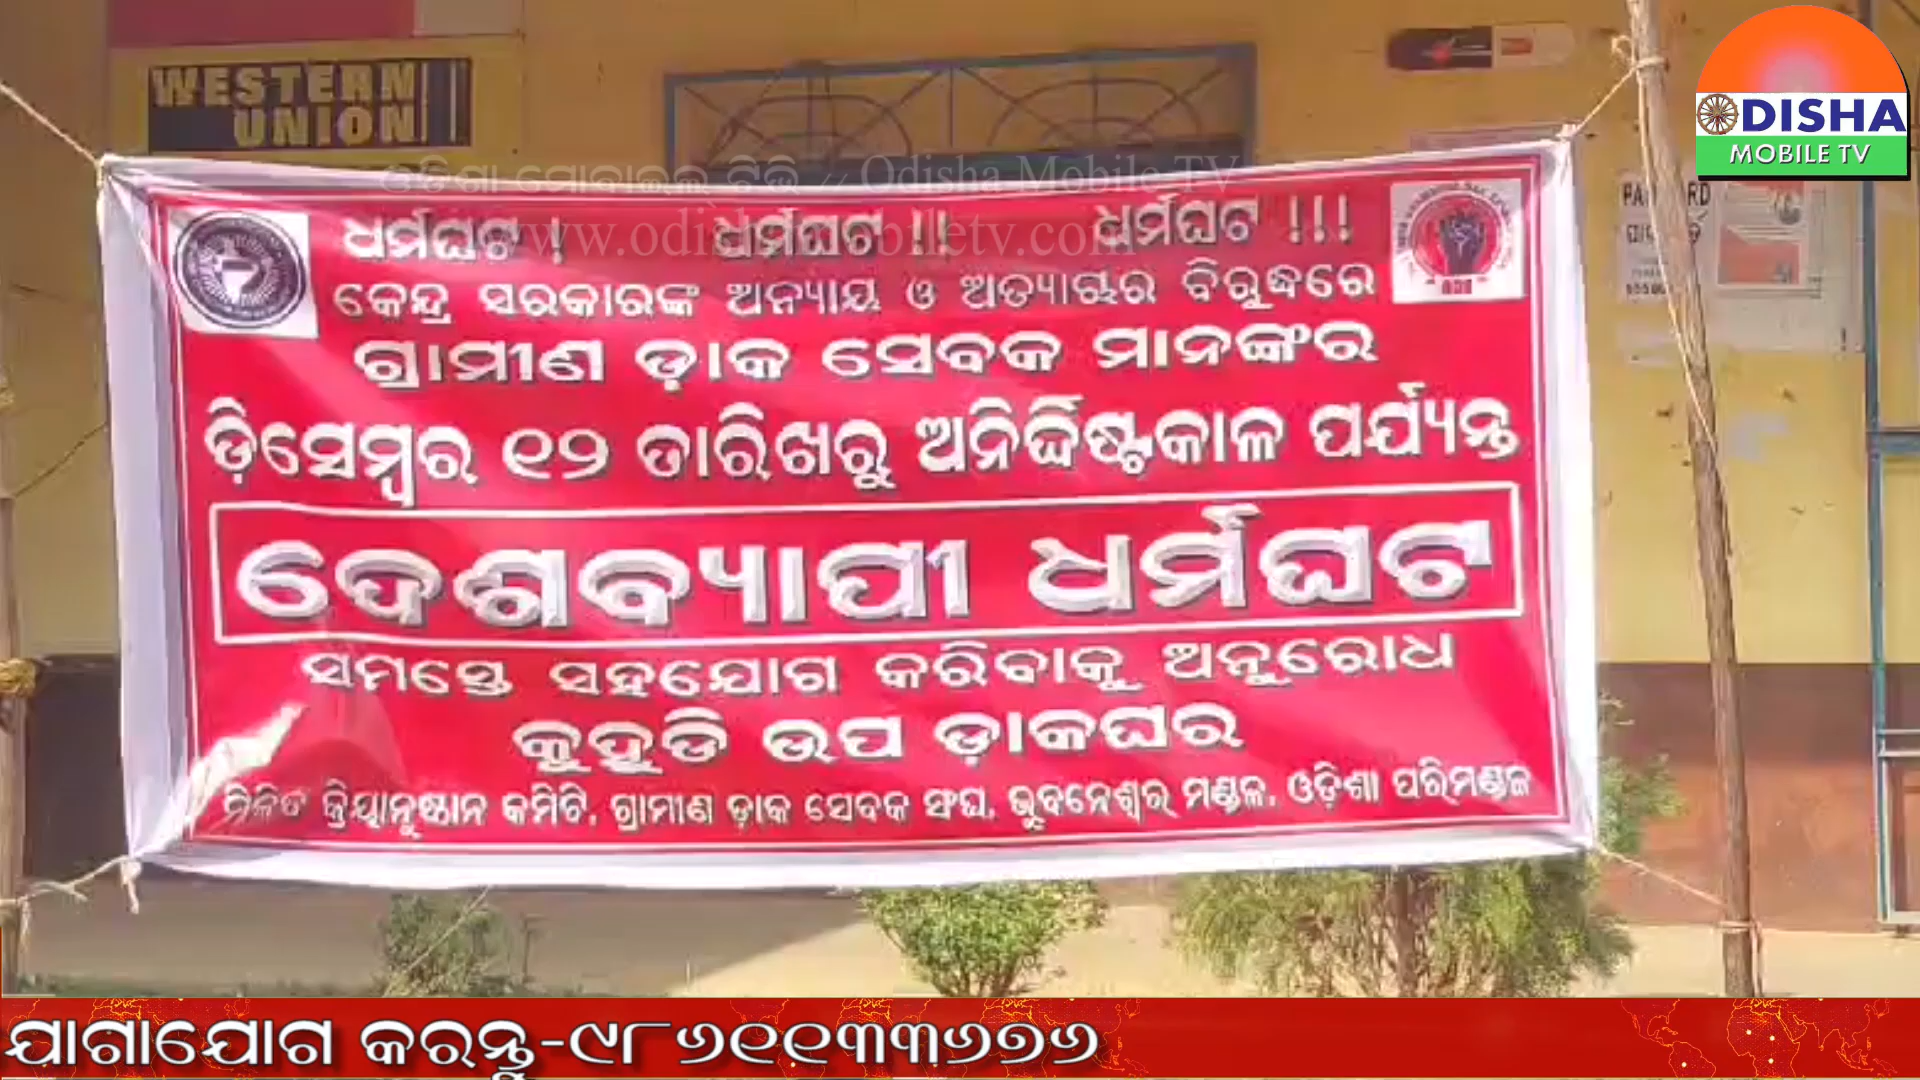 WESTERN
UNION
ODISHA
MOBILE TV
ଓଡିଶା ମୋବାଇଲ୍ ଟିଭି // Odisha Mobile TV
www.odishamobiletv.com
ଧର୍ମଘଟ ! ଧର୍ମଘଟ !! ଧର୍ମଘଟ !!!
କେନ୍ଦ୍ର ସରକାରଙ୍କ ଅନ୍ୟାୟ ଓ ଅତ୍ୟାଚାର ବିରୁଦ୍ଧରେ
ଗ୍ରାମୀଣ ଡ଼ାକ ସେବକ ମାନଙ୍କର
ଡ଼ିସେମ୍ବର ୧୨ ତାରିଖରୁ ଅନିର୍ଦ୍ଦିଷ୍ଟକାଳ ପର୍ଯ୍ୟନ୍ତ
ଦେଶବ୍ୟାପୀ ଧର୍ମଘଟ
ସମସ୍ତେ ସହଯୋଗ କରିବାକୁ ଅନୁରୋଧ
କୁହୁଡି ଉପ ଡ଼ାକଘର
ମିଳିତ କ୍ରିୟାନୁଷ୍ଠାନ କମିଟି, ଗ୍ରାମୀଣ ଡ଼ାକ ସେବକ ସଂଘ, ଭୁବନେଶ୍ୱର ମଣ୍ଡଳ, ଓଡ଼ିଶା ପରିମଣ୍ଡଳ
ଯାଗାଯୋଗ କରନ୍ତୁ-୯୮୬୧୧୩୩୬୭୬